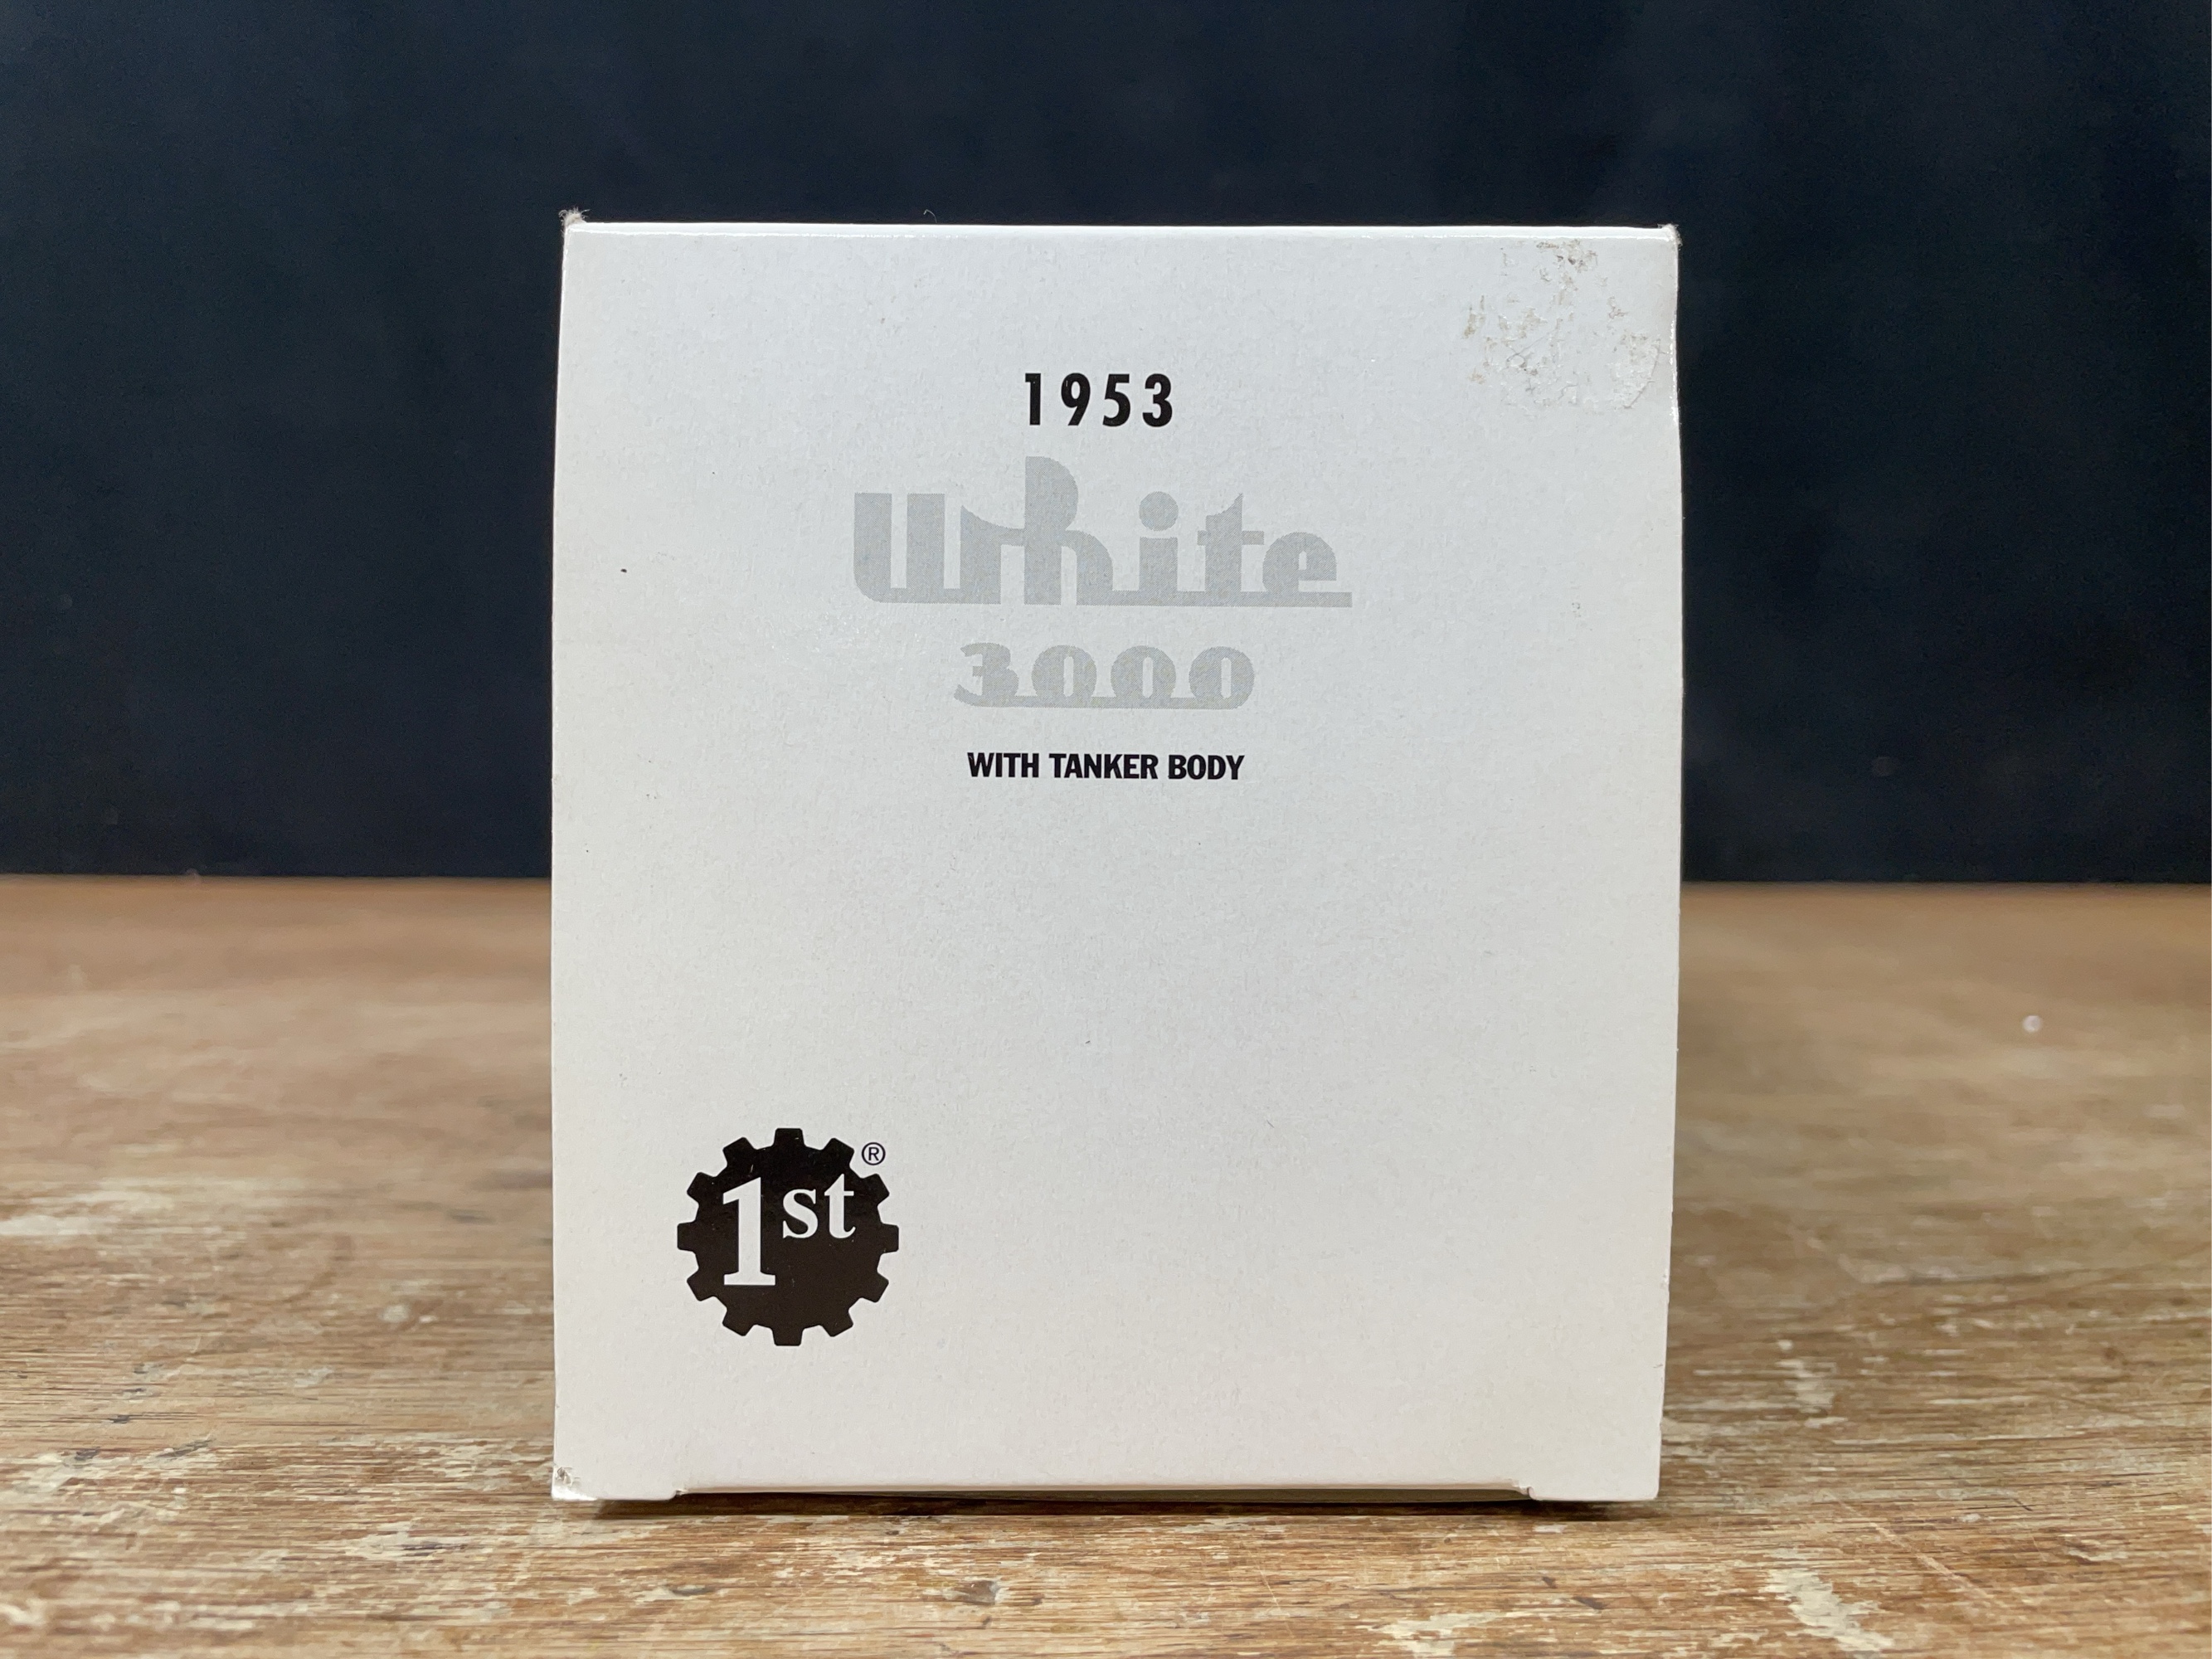 1953
White
3000
WITH TANKER BODY
1st®